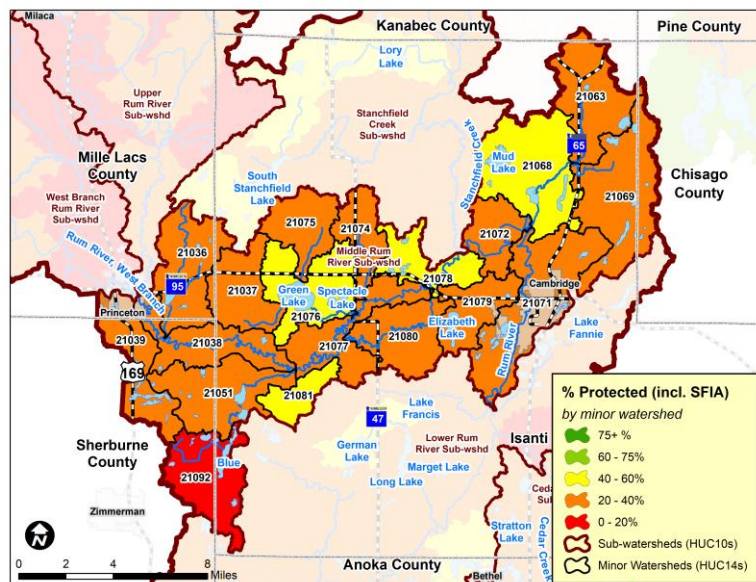 Milaca
Kanabec County
Pine County
Lory
Lake
Upper
Rum River
Sub-wshd
Stanchfield
Creek
Sub-wshd
21063
Stanchfield Creek
65
Mud
Lake
21068
Mille Lacs
County
Chisago
County
South
Stanchfield
Lake
21069
West Branch
Rum River
Sub-wshd
21075
21074
21072
21036
Middle Rum
River Sub-wshd
Rum River, West Branch
95
21037
Green
Lake
Spectacle
Lake
21078
Cambridge
21076
21079
21071
Princeton
Elizabeth
Lake
Lake
Fannie
21039
21038
21077
21080
Rum River
169
21051
21081
47
Lake
Francis
Sherburne
County
German
Lake
Lower Rum
River Sub-wshd
Isanti
Blue
Marget Lake
21092
Long Lake
Zimmerman
Stratton
Lake
Cedar Creek
N
0 2 4 8
Miles
Anoka County
Bethel
% Protected (incl. SFIA)
by minor watershed
75+ %
60 - 75%
40 - 60%
20 - 40%
0 - 20%
Sub-watersheds (HUC10s)
Minor Watersheds (HUC14s)